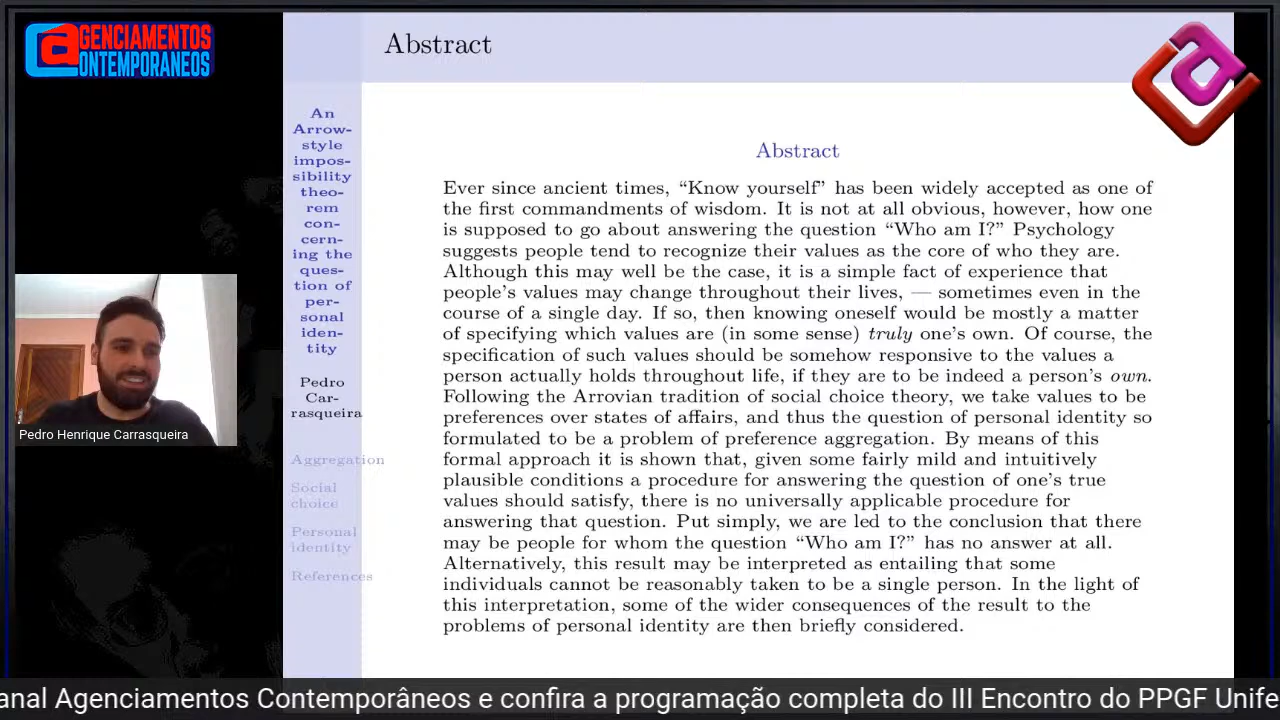 AGENCIAMENTOS
CONTEMPORANEOS
Abstract
An
Arrow-
style
impos-
sibility
theo-
rem
con-
cern-
ing the
ques-
tion of
per-
sonal
iden-
tity
Pedro
Car-
rasqueira
Aggregation
Social
choice
Personal
identity
References
Abstract
Ever since ancient times, “Know yourself” has been widely accepted as one of
the first commandments of wisdom. It is not at all obvious, however, how one
is supposed to go about answering the question “Who am I?” Psychology
suggests people tend to recognize their values as the core of who they are.
Although this may well be the case, it is a simple fact of experience that
people’s values may change throughout their lives, — sometimes even in the
course of a single day. If so, then knowing oneself would be mostly a matter
of specifying which values are (in some sense) truly one’s own. Of course, the
specification of such values should be somehow responsive to the values a
person actually holds throughout life, if they are to be indeed a person’s own.
Following the Arrovian tradition of social choice theory, we take values to be
preferences over states of affairs, and thus the question of personal identity so
formulated to be a problem of preference aggregation. By means of this
formal approach it is shown that, given some fairly mild and intuitively
plausible conditions a procedure for answering the question of one’s true
values should satisfy, there is no universally applicable procedure for
answering that question. Put simply, we are led to the conclusion that there
may be people for whom the question “Who am I?” has no answer at all.
Alternatively, this result may be interpreted as entailing that some
individuals cannot be reasonably taken to be a single person. In the light of
this interpretation, some of the wider consequences of the result to the
problems of personal identity are then briefly considered.
Pedro Henrique Carrasqueira
anal Agenciamentos Contemporâneos e confira a programação completa do III Encontro do PPGF Unife